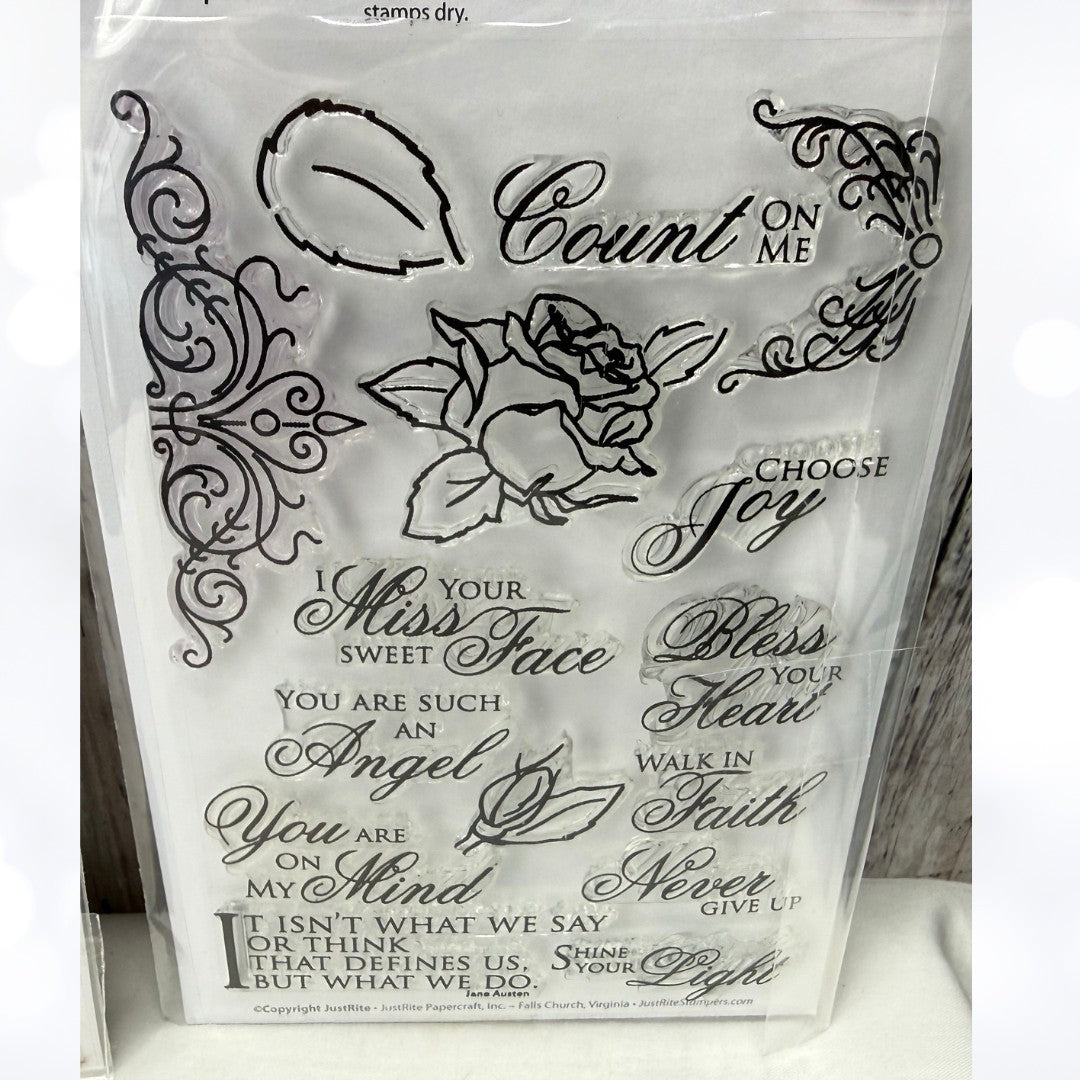 stamps dry.
Count ON
ME
CHOOSE
Joy
I Miss YOUR
SWEET Face
Bless
YOUR
Heart
YOU ARE SUCH
AN
Angel
WALK IN
Faith
You ARE
ON
MY Mind
Never
GIVE UP
IT ISN'T WHAT WE SAY
OR THINK
THAT DEFINES US,
BUT WHAT WE DO.
Jane Austen
SHINE
YOUR Light
©Copyright JustRite • JustRite Papercraft, Inc. – Falls Church, Virginia • JustRiteStampers.com